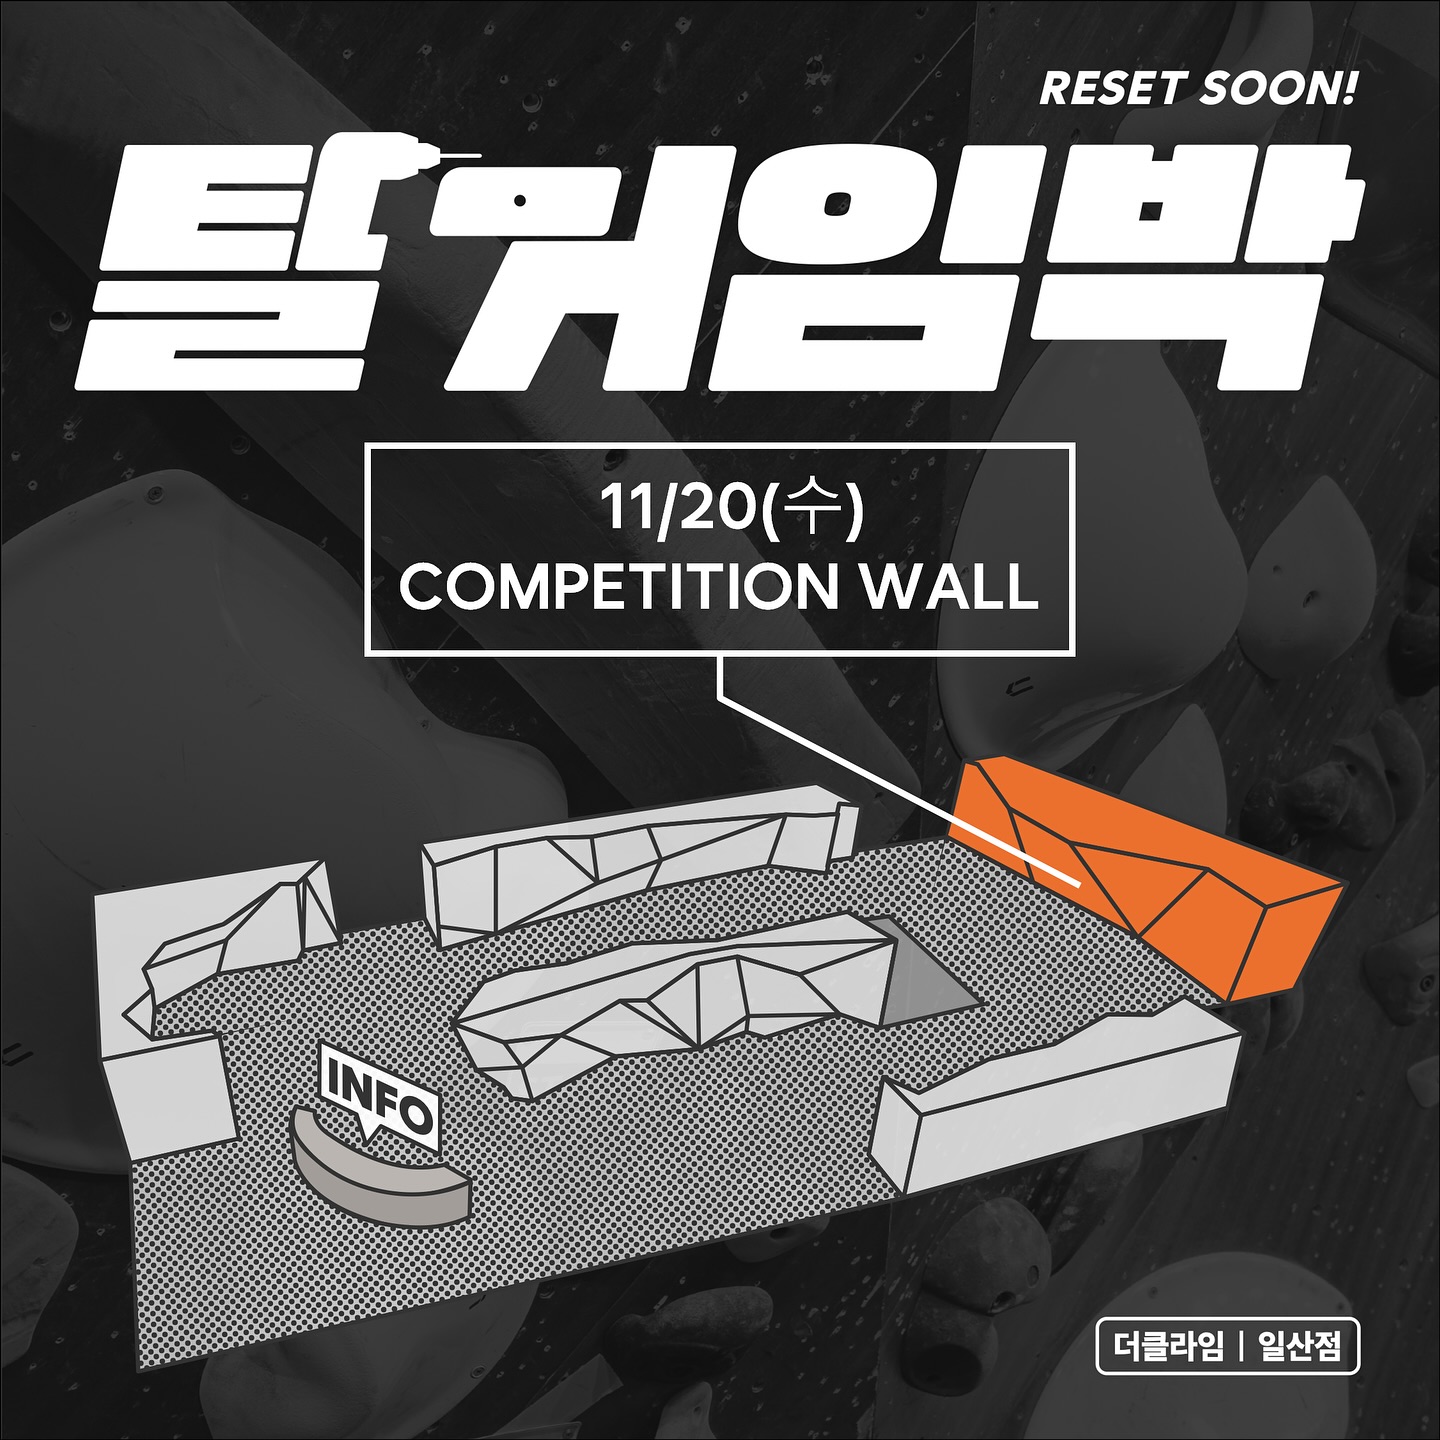 RESET SOON!
탈거임박
11/20(수)
COMPETITION WALL
INFO
더클라임 | 일산점